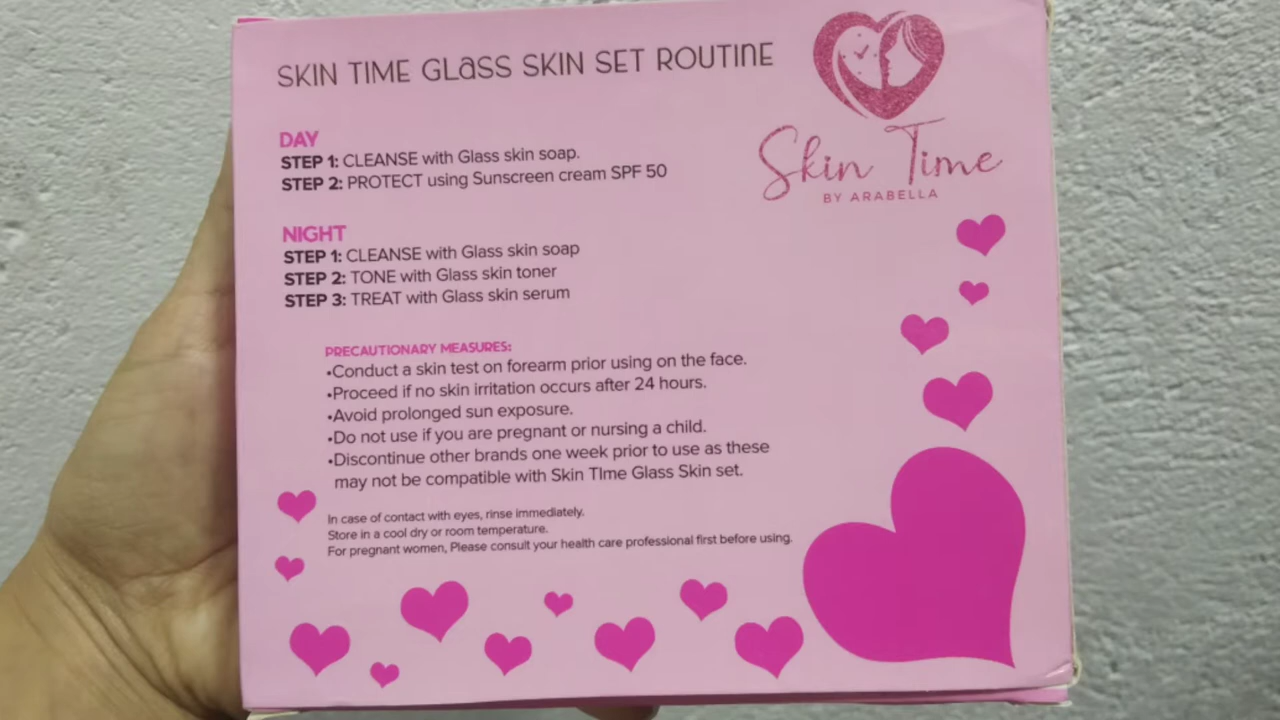 SKIN TIME GLASS SKIN SET ROUTINE
Skin Time
BY ARABELLA
DAY
STEP 1: CLEANSE with Glass skin soap.
STEP 2: PROTECT using Sunscreen cream SPF 50
NIGHT
STEP 1: CLEANSE with Glass skin soap
STEP 2: TONE with Glass skin toner
STEP 3: TREAT with Glass skin serum
PRECAUTIONARY MEASURES:
•Conduct a skin test on forearm prior using on the face.
•Proceed if no skin irritation occurs after 24 hours.
•Avoid prolonged sun exposure.
•Do not use if you are pregnant or nursing a child.
•Discontinue other brands one week prior to use as these
may not be compatible with Skin TIme Glass Skin set.
In case of contact with eyes, rinse immediately.
Store in a cool dry or room temperature.
For pregnant women, Please consult your health care professional first before using.